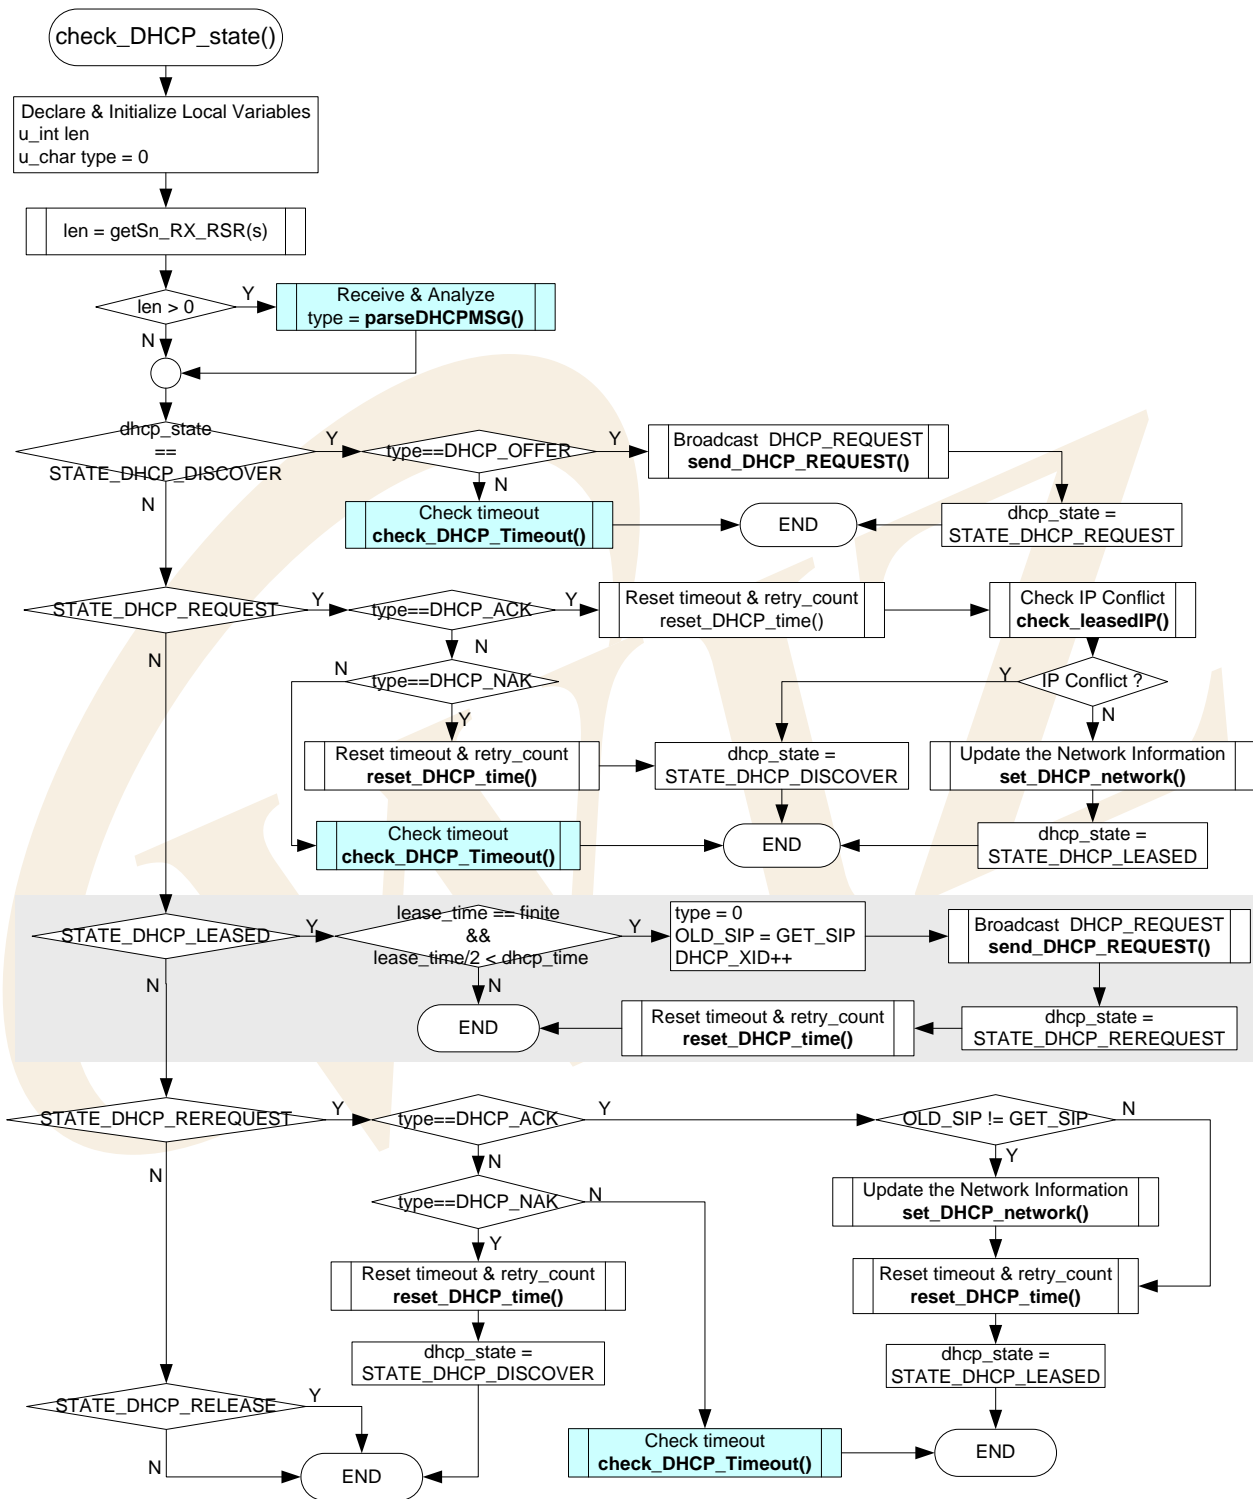 check_DHCP_state()
Declare & Initialize Local Variables
u_int len
u_char type = 0
len = getSn_RX_RSR(s)
len > 0
Y
Receive & Analyze
type = parseDHCPMSG()
N
dhcp_state
==
STATE_DHCP_DISCOVER
Y
type==DHCP_OFFER
Y
Broadcast DHCP_REQUEST
send_DHCP_REQUEST()
N
N
Check timeout
check_DHCP_Timeout()
END
dhcp_state =
STATE_DHCP_REQUEST
STATE_DHCP_REQUEST
Y
type==DHCP_ACK
Y
Reset timeout & retry_count
reset_DHCP_time()
Check IP Conflict
check_leasedIP()
N
N
N
type==DHCP_NAK
Y
IP Conflict ?
Y
N
Reset timeout & retry_count
reset_DHCP_time()
dhcp_state =
STATE_DHCP_DISCOVER
Update the Network Information
set_DHCP_network()
Check timeout
check_DHCP_Timeout()
END
dhcp_state =
STATE_DHCP_LEASED
STATE_DHCP_LEASED
Y
lease_time == finite
&&
lease_time/2 < dhcp_time
Y
type = 0
OLD_SIP = GET_SIP
DHCP_XID++
Broadcast DHCP_REQUEST
send_DHCP_REQUEST()
N
N
END
Reset timeout & retry_count
reset_DHCP_time()
dhcp_state =
STATE_DHCP_REREQUEST
STATE_DHCP_REREQUEST
Y
type==DHCP_ACK
Y
OLD_SIP != GET_SIP
N
N
N
Y
type==DHCP_NAK
N
Update the Network Information
set_DHCP_network()
Y
Reset timeout & retry_count
reset_DHCP_time()
Reset timeout & retry_count
reset_DHCP_time()
dhcp_state =
STATE_DHCP_DISCOVER
dhcp_state =
STATE_DHCP_LEASED
STATE_DHCP_RELEASE
Y
N
END
Check timeout
check_DHCP_Timeout()
END